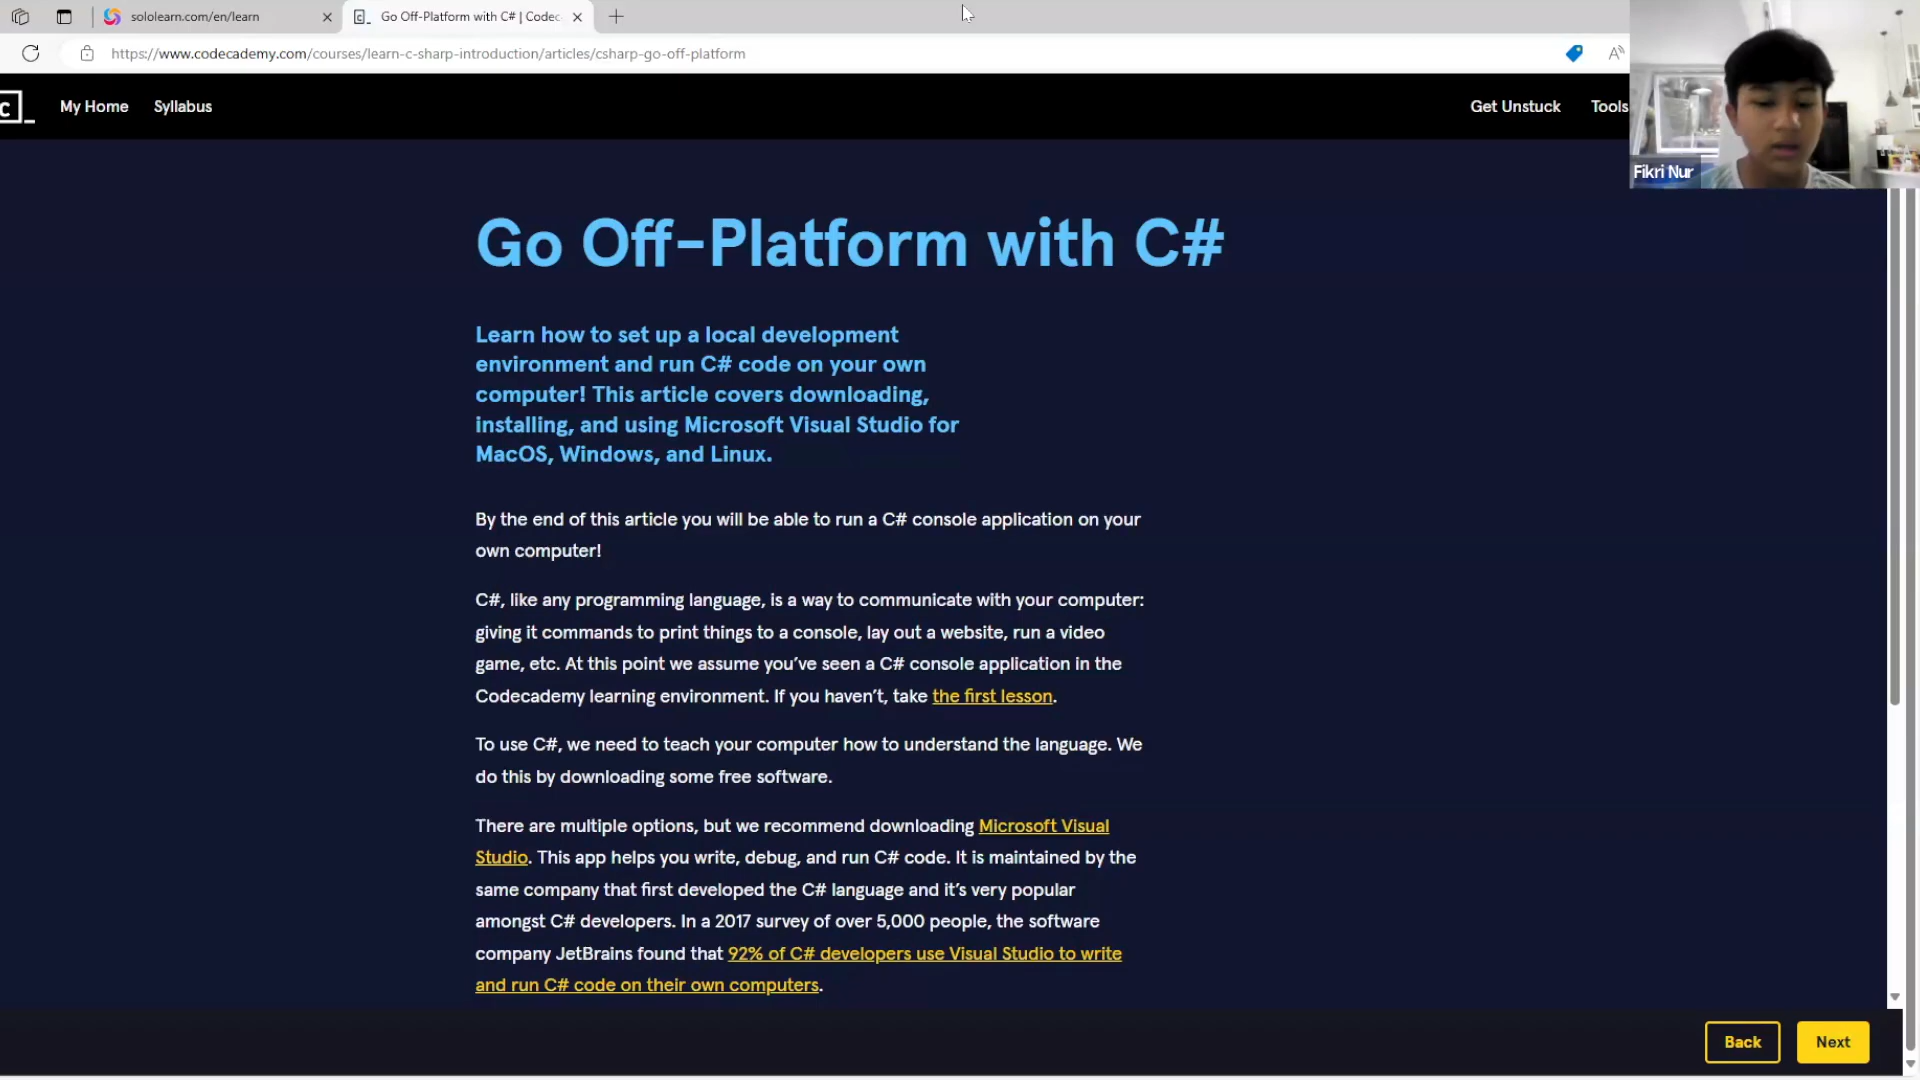 sololearn.com/en/learn
Go Off-Platform with C# | Codec
https://www.codecademy.com/courses/learn-c-sharp-introduction/articles/csharp-go-off-platform
My Home
Syllabus
Get Unstuck
Tools
Fikri Nur
Go Off-Platform with C#
Learn how to set up a local development
environment and run C# code on your own
computer! This article covers downloading,
installing, and using Microsoft Visual Studio for
MacOS, Windows, and Linux.
By the end of this article you will be able to run a C# console application on your
own computer!
C#, like any programming language, is a way to communicate with your computer:
giving it commands to print things to a console, lay out a website, run a video
game, etc. At this point we assume you’ve seen a C# console application in the
Codecademy learning environment. If you haven’t, take the first lesson.
To use C#, we need to teach your computer how to understand the language. We
do this by downloading some free software.
There are multiple options, but we recommend downloading Microsoft Visual
Studio. This app helps you write, debug, and run C# code. It is maintained by the
same company that first developed the C# language and it’s very popular
amongst C# developers. In a 2017 survey of over 5,000 people, the software
company JetBrains found that 92% of C# developers use Visual Studio to write
and run C# code on their own computers.
Back
Next